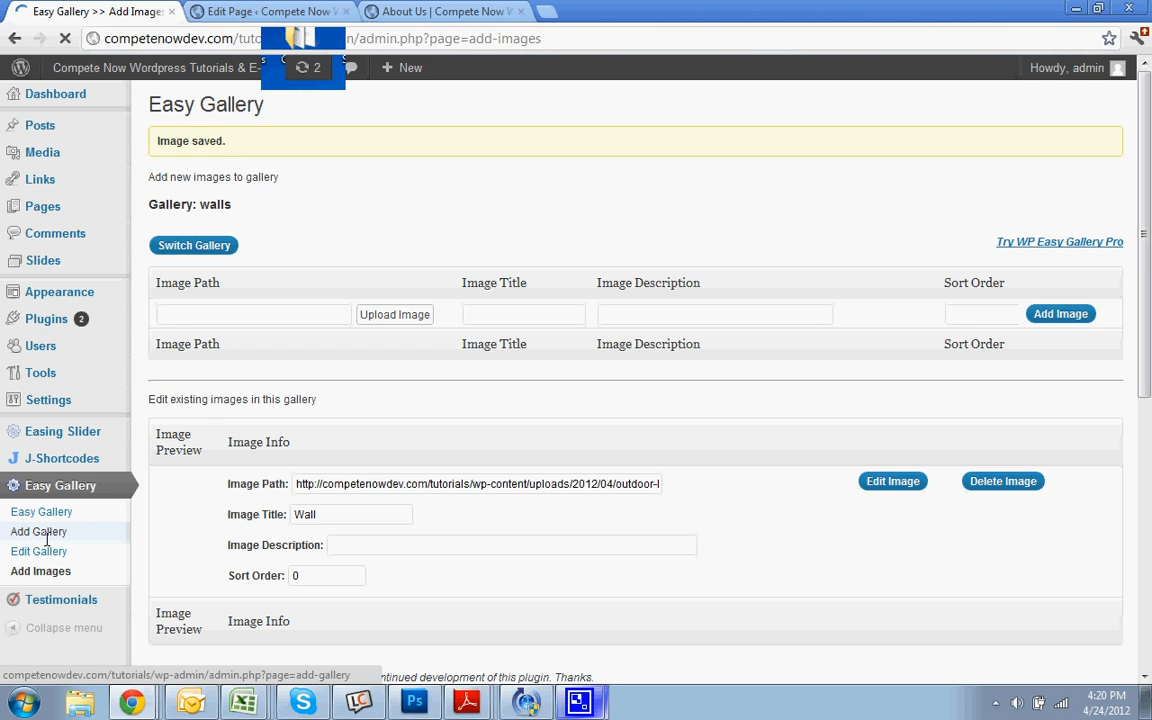 Easy Gallery >> Add Images
Edit Page ‹ Compete Now
About Us | Compete Now
competenowdev.com/tuto
n/admin.php?page=add-images
Compete Now Wordpress Tutorials & E-
2
New
Howdy, admin
Dashboard
Posts
Media
Links
Pages
Comments
Slides
Appearance
Plugins 2
Users
Tools
Settings
Easing Slider
J-Shortcodes
Easy Gallery
Easy Gallery
Add Gallery
Edit Gallery
Add Images
Testimonials
Collapse menu
Easy Gallery
Image saved.
Add new images to gallery
Gallery: walls
Switch Gallery
Try WP Easy Gallery Pro
Image Path Image Title Image Description Sort Order
Upload Image Add Image
Image Path Image Title Image Description Sort Order
Edit existing images in this gallery
Image Preview Image Info
Image Path: http://competenowdev.com/tutorials/wp-content/uploads/2012/04/outdoor-l Edit Image Delete Image
Image Title: Wall
Image Description:
Sort Order: 0
Image Preview Image Info
competenowdev.com/tutorials/wp-admin/admin.php?page=add-gallery
ntinued development of this plugin. Thanks.
4:20 PM
4/24/2012